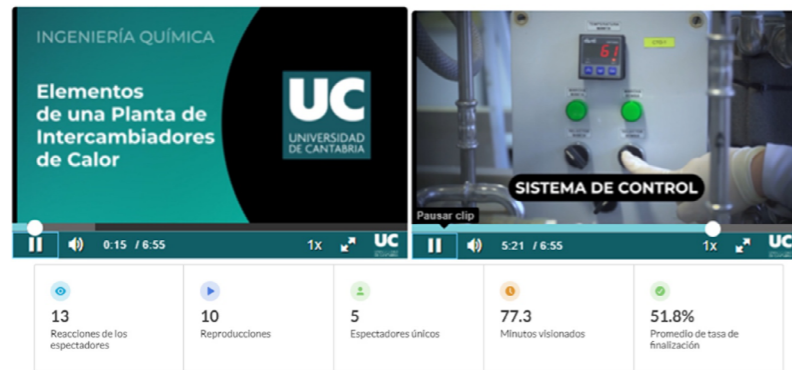 INGENIERÍA QUÍMICA
Elementos
de una Planta de
Intercambiadores
de Calor
UC
UNIVERSIDAD
DE CANTABRIA
0:15 / 6:55
1x
UC
61
SISTEMA DE CONTROL
Pausar clip
5:21 / 6:55
1x
UC
13
Reacciones de los
espectadores
10
Reproducciones
5
Espectadores únicos
77.3
Minutos visionados
51.8%
Promedio de tasa de
finalización